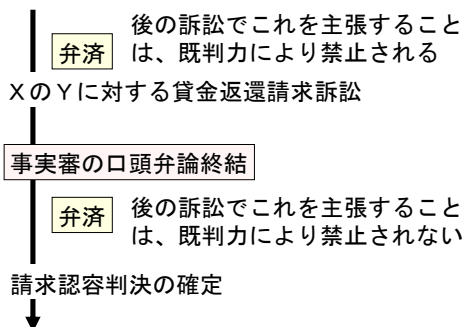 後の訴訟でこれを主張すること
弁済 は、既判力により禁止される
XのYに対する貸金返還請求訴訟
事実審の口頭弁論終結
弁済 後の訴訟でこれを主張すること
は、既判力により禁止されない
請求認容判決の確定